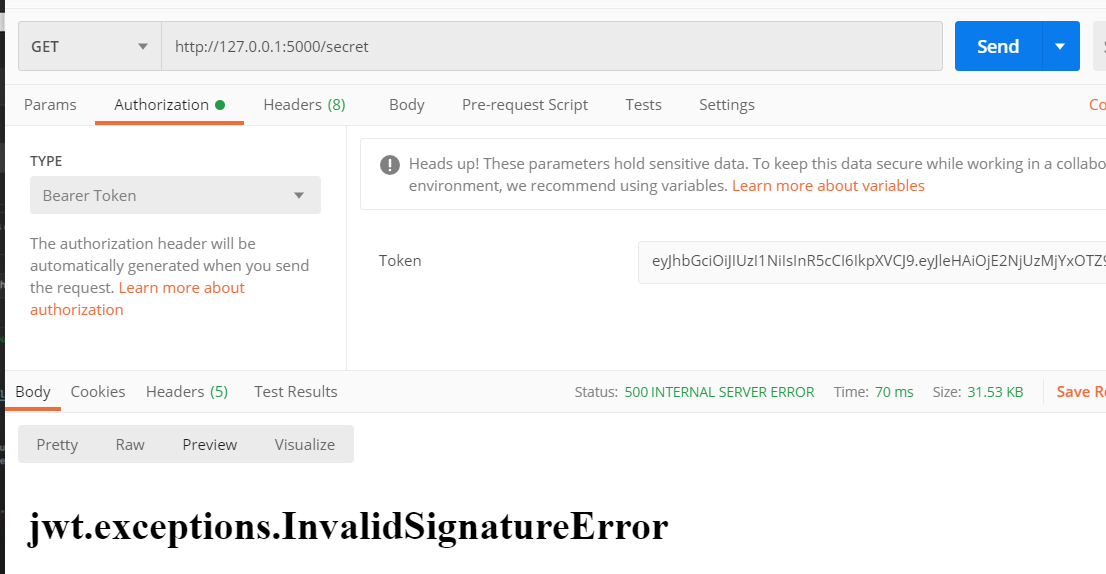 GET http://127.0.0.1:5000/secret Send
Params Authorization Headers (8) Body Pre-request Script Tests Settings Co
TYPE
Bearer Token
The authorization header will be
automatically generated when you send
the request. Learn more about
authorization
Heads up! These parameters hold sensitive data. To keep this data secure while working in a collabo
environment, we recommend using variables. Learn more about variables
Token eyJhbGciOiJIUzI1NiIsInR5cCI6IkpXVCJ9.eyJleHAiOjE2NjUzMjYxOTZ9
Body Cookies Headers (5) Test Results Status: 500 INTERNAL SERVER ERROR Time: 70 ms Size: 31.53 KB Save Re
Pretty Raw Preview Visualize
jwt.exceptions.InvalidSignatureError